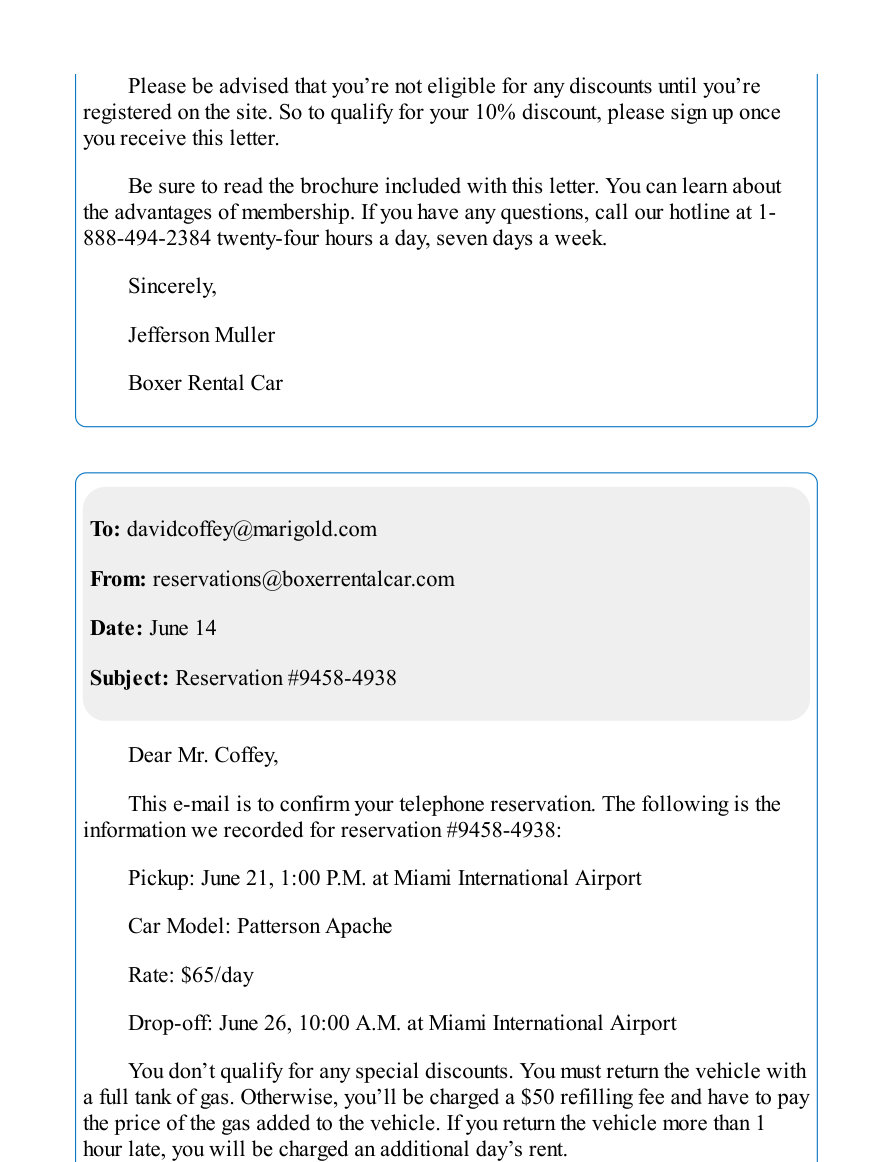 Please be advised that you’re not eligible for any discounts until you’re
registered on the site. So to qualify for your 10% discount, please sign up once
you receive this letter.
Be sure to read the brochure included with this letter. You can learn about
the advantages of membership. If you have any questions, call our hotline at 1-
888-494-2384 twenty-four hours a day, seven days a week.
Sincerely,
Jefferson Muller
Boxer Rental Car
To: davidcoffey@marigold.com
From: reservations@boxerrentalcar.com
Date: June 14
Subject: Reservation #9458-4938
Dear Mr. Coffey,
This e-mail is to confirm your telephone reservation. The following is the
information we recorded for reservation #9458-4938:
Pickup: June 21, 1:00 P.M. at Miami International Airport
Car Model: Patterson Apache
Rate: $65/day
Drop-off: June 26, 10:00 A.M. at Miami International Airport
You don’t qualify for any special discounts. You must return the vehicle with
a full tank of gas. Otherwise, you’ll be charged a $50 refilling fee and have to pay
the price of the gas added to the vehicle. If you return the vehicle more than 1
hour late, you will be charged an additional day’s rent.